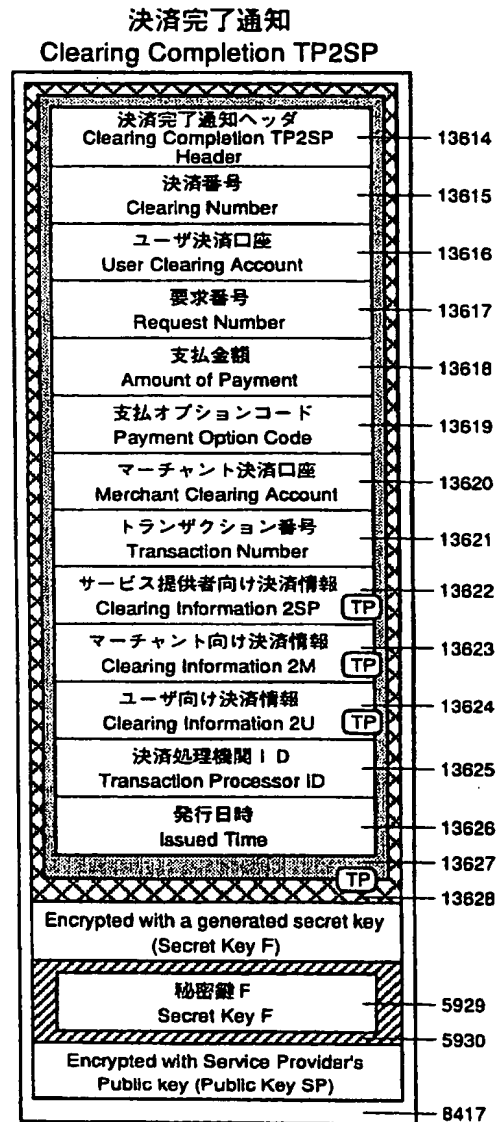 決済完了通知
Clearing Completion TP2SP
決済完了通知ヘッダ
Clearing Completion TP2SP
Header
13614
決済番号
Clearing Number
13615
ユーザ決済口座
User Clearing Account
13616
要求番号
Request Number
13617
支払金額
Amount of Payment
13618
支払オプションコード
Payment Option Code
13619
マーチャント決済口座
Merchant Clearing Account
13620
トランザクション番号
Transaction Number
13621
サービス提供者向け決済情報
Clearing Information 2SP
TP
13622
マーチャント向け決済情報
Clearing Information 2M
TP
13623
ユーザ向け決済情報
Clearing Information 2U
TP
13624
決済処理機関ID
Transaction Processor ID
13625
発行日時
Issued Time
13626
13627
TP
13628
Encrypted with a generated secret key
(Secret Key F)
秘密鍵F
Secret Key F
5929
5930
Encrypted with Service Provider's
Public key (Public Key SP)
8417